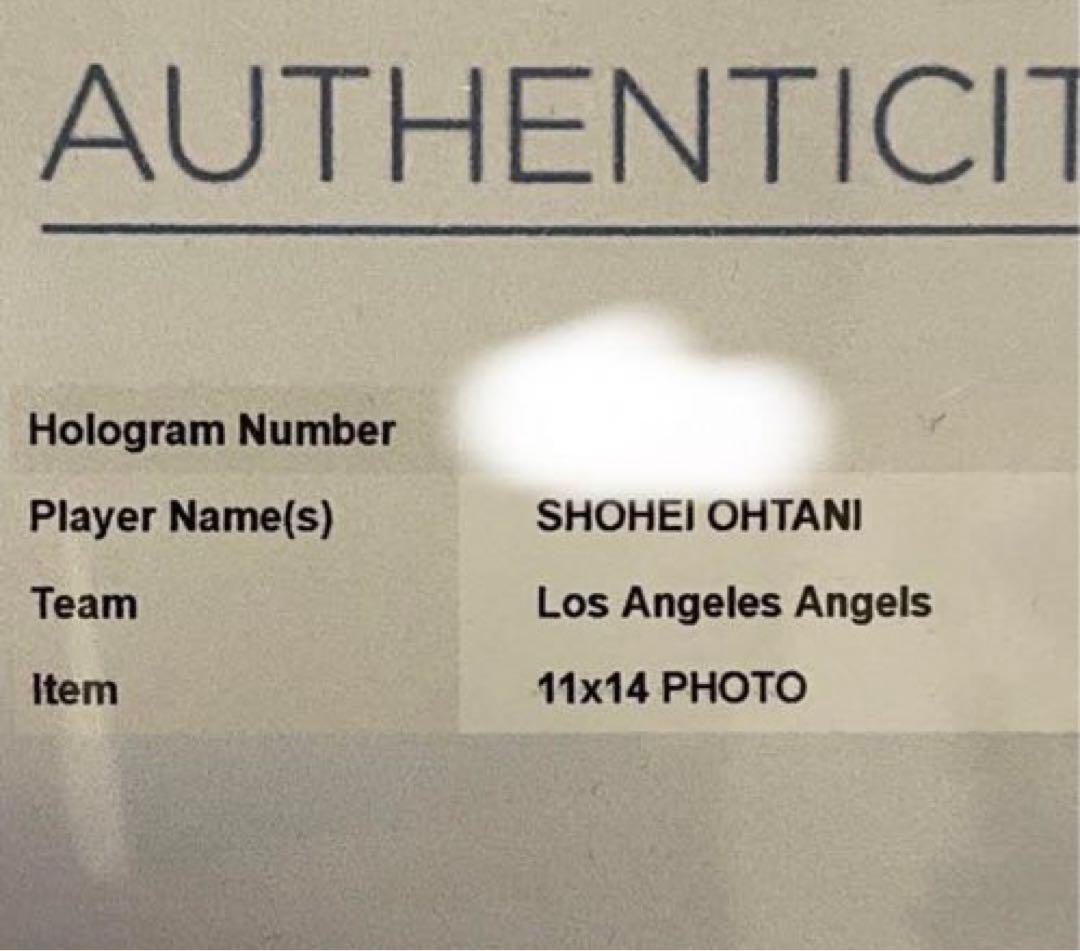 AUTHENTICIT
Hologram Number
Player Name(s) SHOHEI OHTANI
Team Los Angeles Angels
Item 11x14 PHOTO